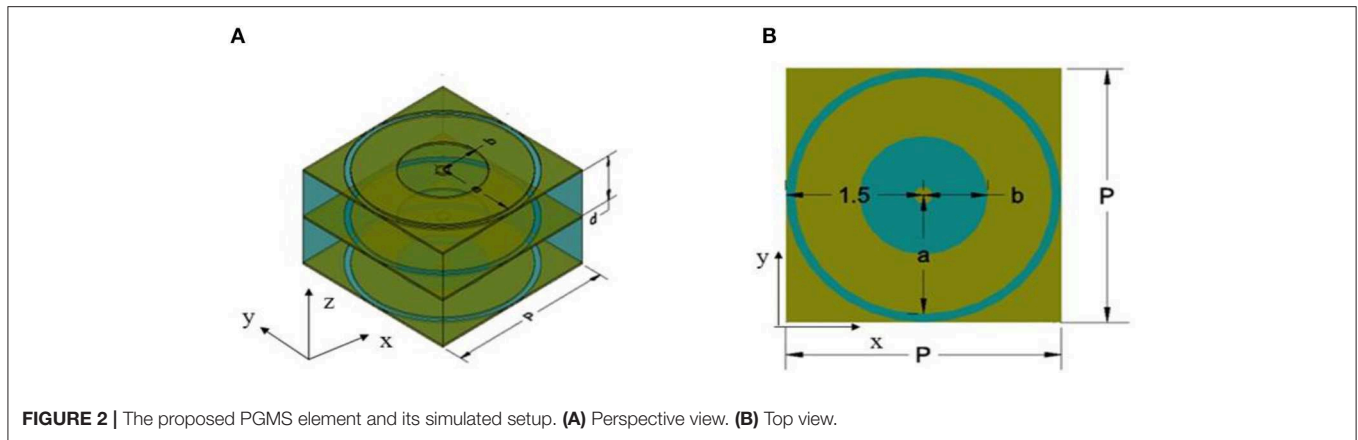 A
B
b
a
d
P
z
y
x
1.5
b
a
P
y
x
P
FIGURE 2 | The proposed PGMS element and its simulated setup. (A) Perspective view. (B) Top view.